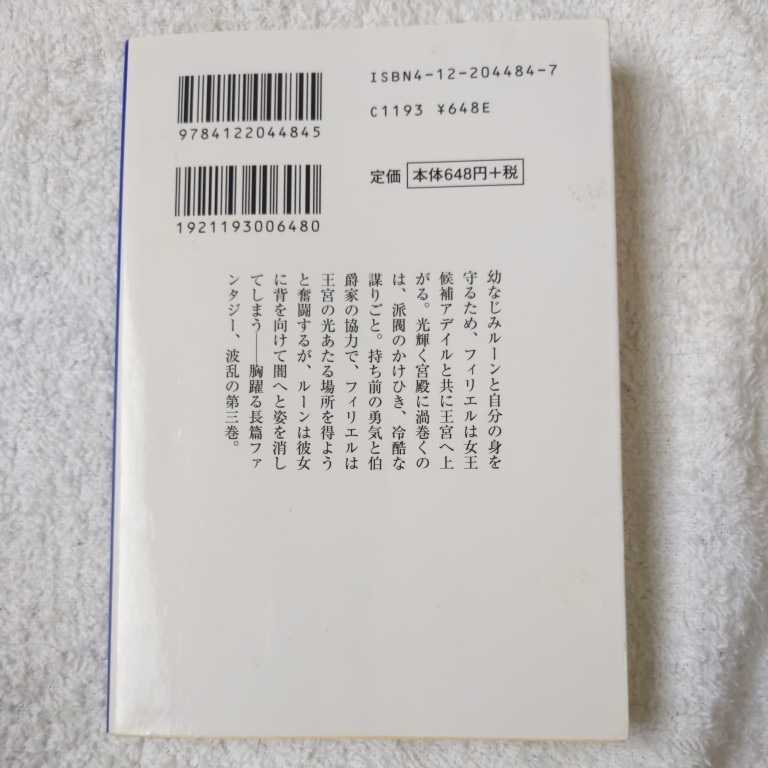 ISBN4-12-204484-7
C1193 ¥648E
9784122044845
定価 本体648円+税
1921193006480
幼なじみルーンと自分の身を
守るため、フィリエルは女王
候補アデイルと共に王宮へ上
がる。光輝く宮殿に渦巻くの
は、派閥のかけひき、冷酷な
謀りごと。持ち前の勇気と伯
爵家の協力で、フィリエルは
王宮の光あたる場所を得よう
と奮闘するが、ルーンは彼女
に背を向けて闇へと姿を消し
てしまう――胸躍る長篇ファ
ンタジー、波乱の第三巻。